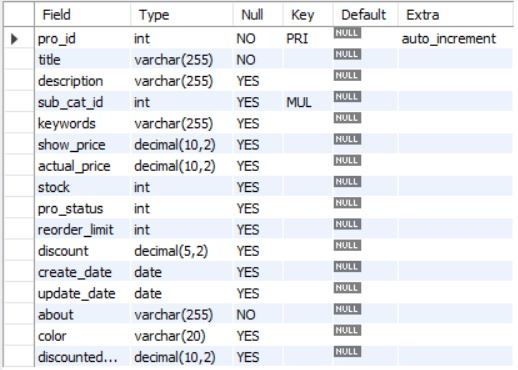 Field Type Null Key Default Extra
pro_id int NO PRI NULL auto_increment
title varchar(255) NO NULL
description varchar(255) YES NULL
sub_cat_id int YES MUL NULL
keywords varchar(255) YES NULL
show_price decimal(10,2) YES NULL
actual_price decimal(10,2) YES NULL
stock int YES NULL
pro_status int YES NULL
reorder_limit int YES NULL
discount decimal(5,2) YES NULL
create_date date YES NULL
update_date date YES NULL
about varchar(255) NO NULL
color varchar(20) YES NULL
discounted... decimal(10,2) YES NULL